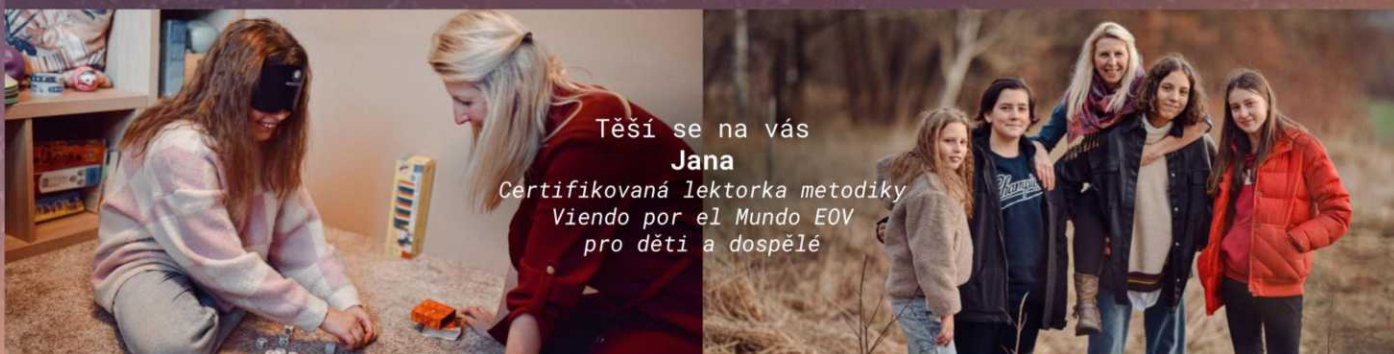 Těší se na vás
Jana
Certifikovaná lektorka metodiky
Viendo por el Mundo EOV
pro děti a dospělé